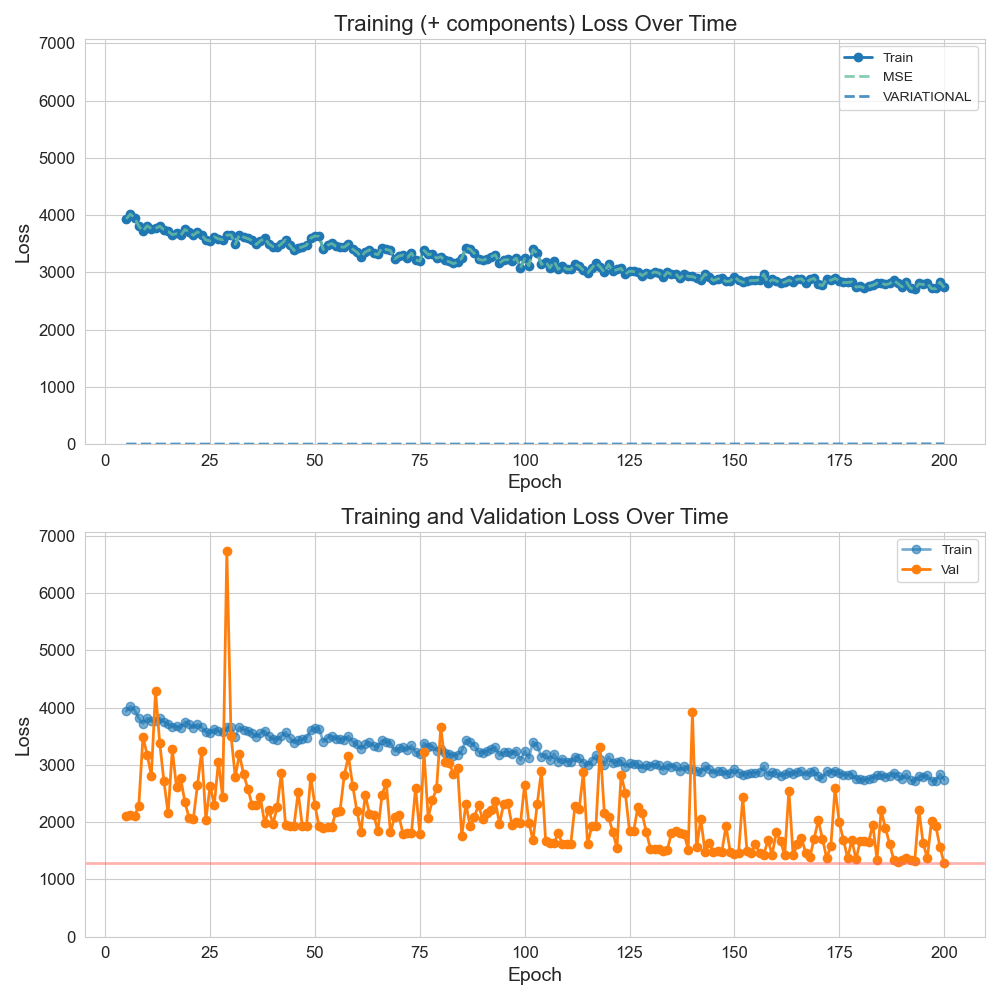 Training (+ components) Loss Over Time
7000
6000
5000
4000
3000
2000
1000
0
Loss
Train
MSE
VARIATIONAL
0 25 50 75 100 125 150 175 200
Epoch
Training and Validation Loss Over Time
7000
6000
5000
4000
3000
2000
1000
0
Loss
Train
Val
0 25 50 75 100 125 150 175 200
Epoch